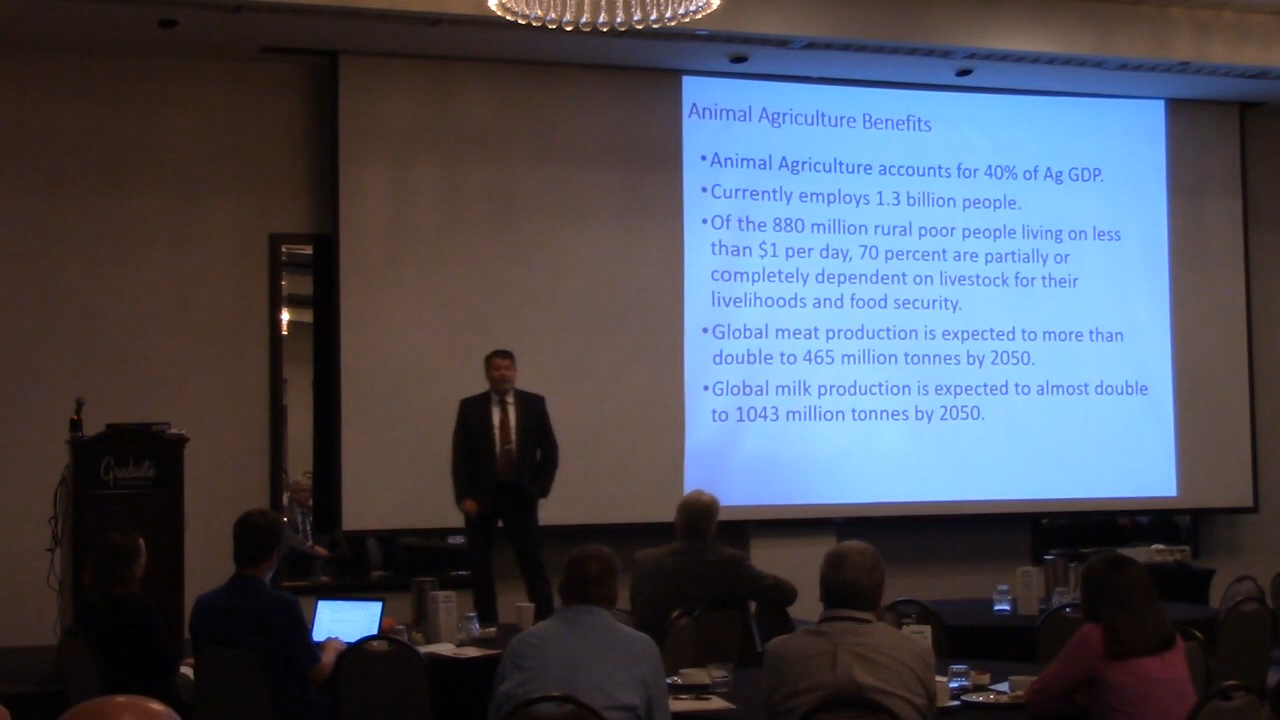 Animal Agriculture Benefits
•Animal Agriculture accounts for 40% of Ag GDP.
•Currently employs 1.3 billion people.
•Of the 880 million rural poor people living on less
than $1 per day, 70 percent are partially or
completely dependent on livestock for their
livelihoods and food security.
•Global meat production is expected to more than
double to 465 million tonnes by 2050.
•Global milk production is expected to almost double
to 1043 million tonnes by 2050.
Graduate